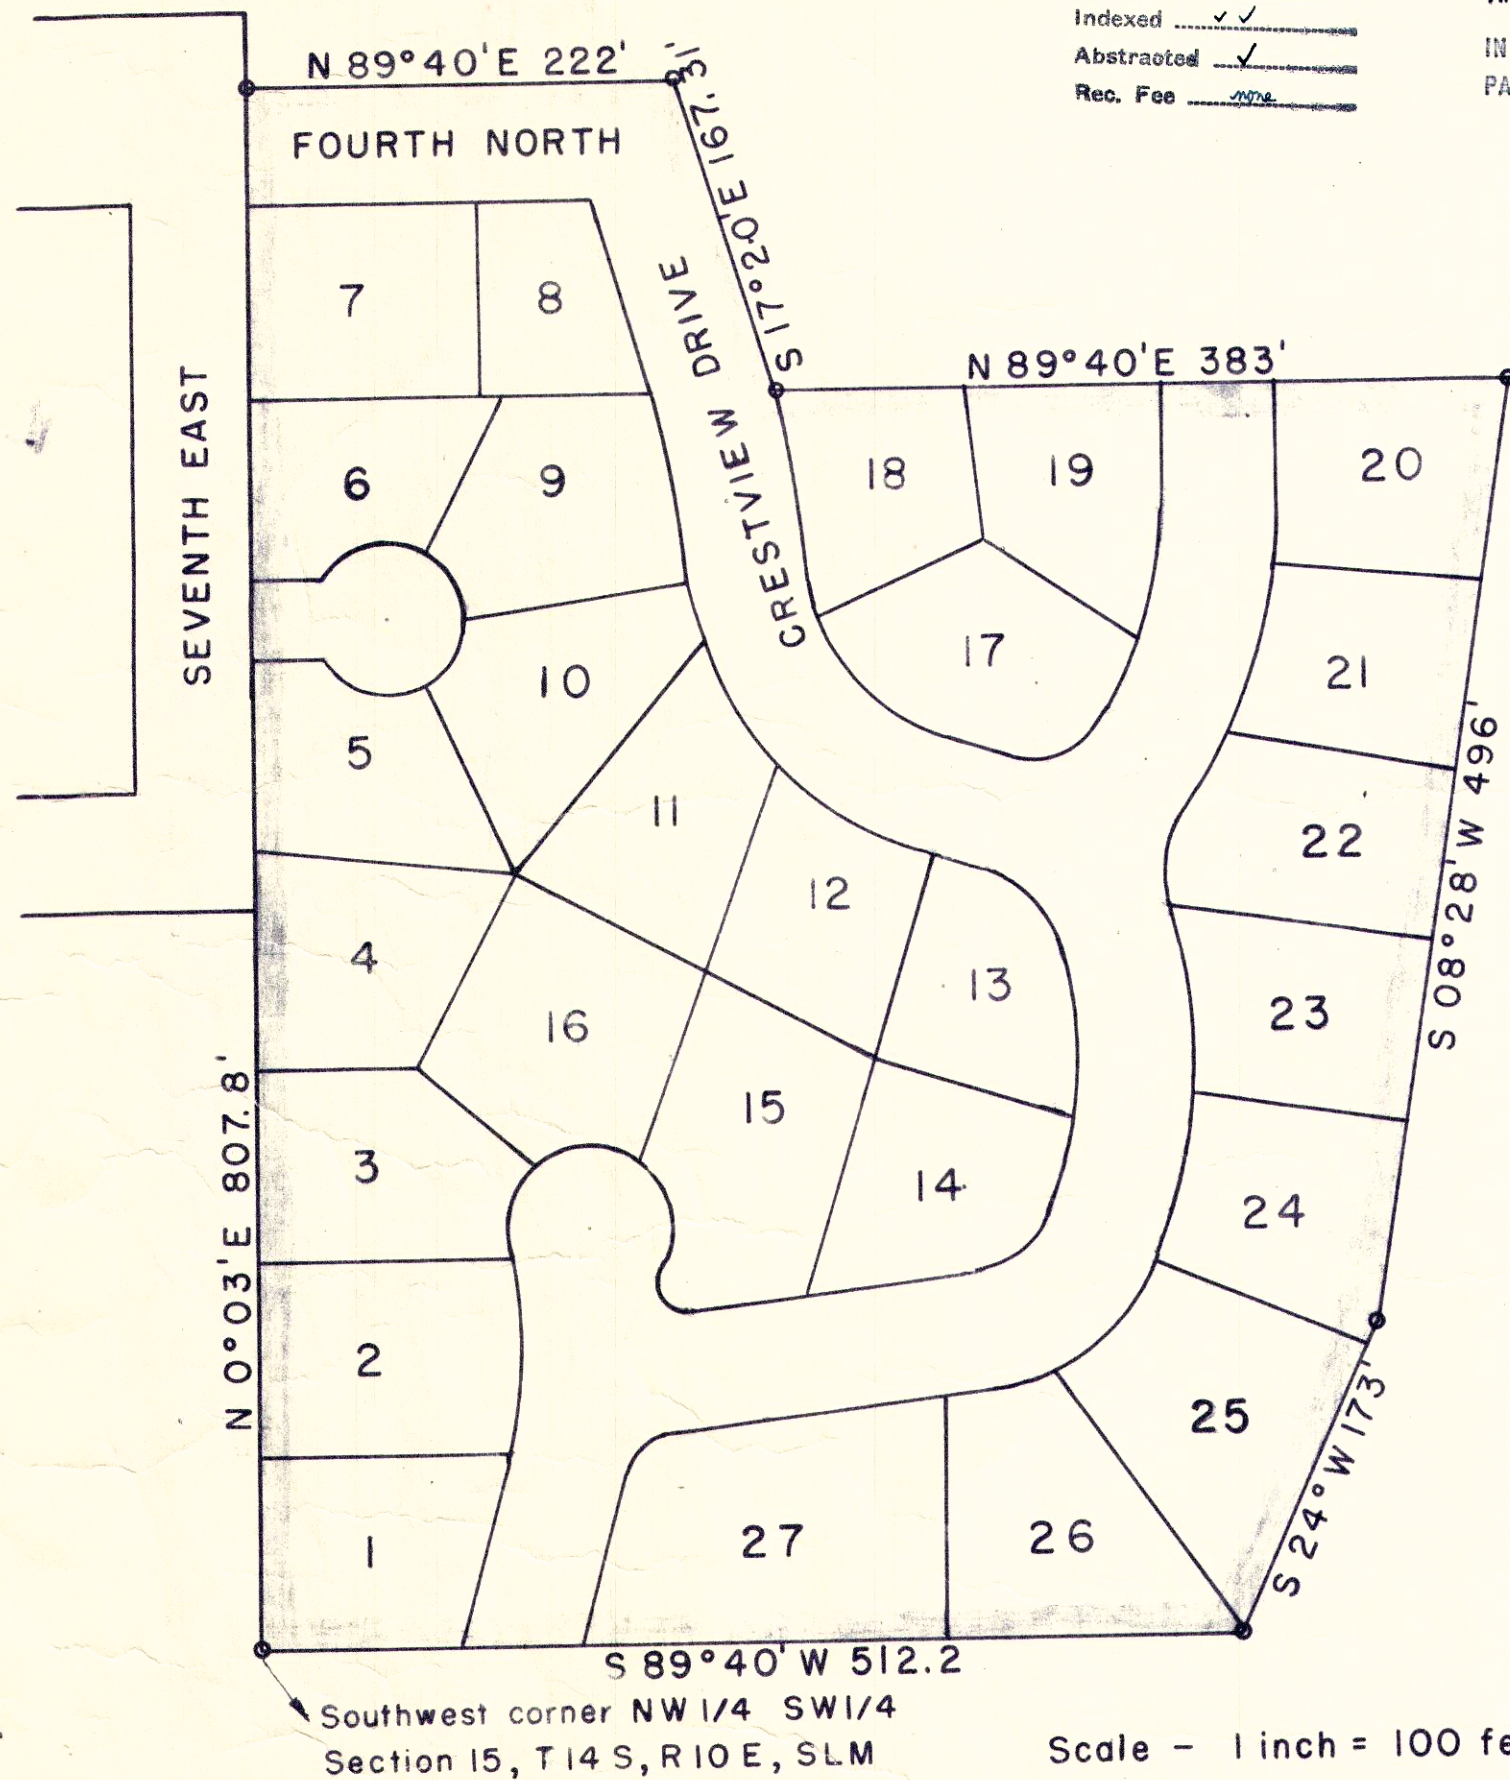 Indexed ✓✓
IN
Abstracted ✓
PA
Rec. Fee none
N 89°40'E 222'
S 17°20'E 167.31'
FOURTH NORTH
CRESTVIEW DRIVE
SEVENTH EAST
N 89°40'E 383'
7
8
6
9
18
19
20
10
17
21
5
11
22
12
4
16
13
23
S 08°28'W 496'
3
15
14
24
N 0°03'E 807.8'
2
25
1
27
26
S 24°W 173'
S 89°40'W 512.2
Southwest corner NW 1/4 SW1/4
Section 15, T 14 S, R 10 E, SLM
Scale - 1 inch = 100 fe